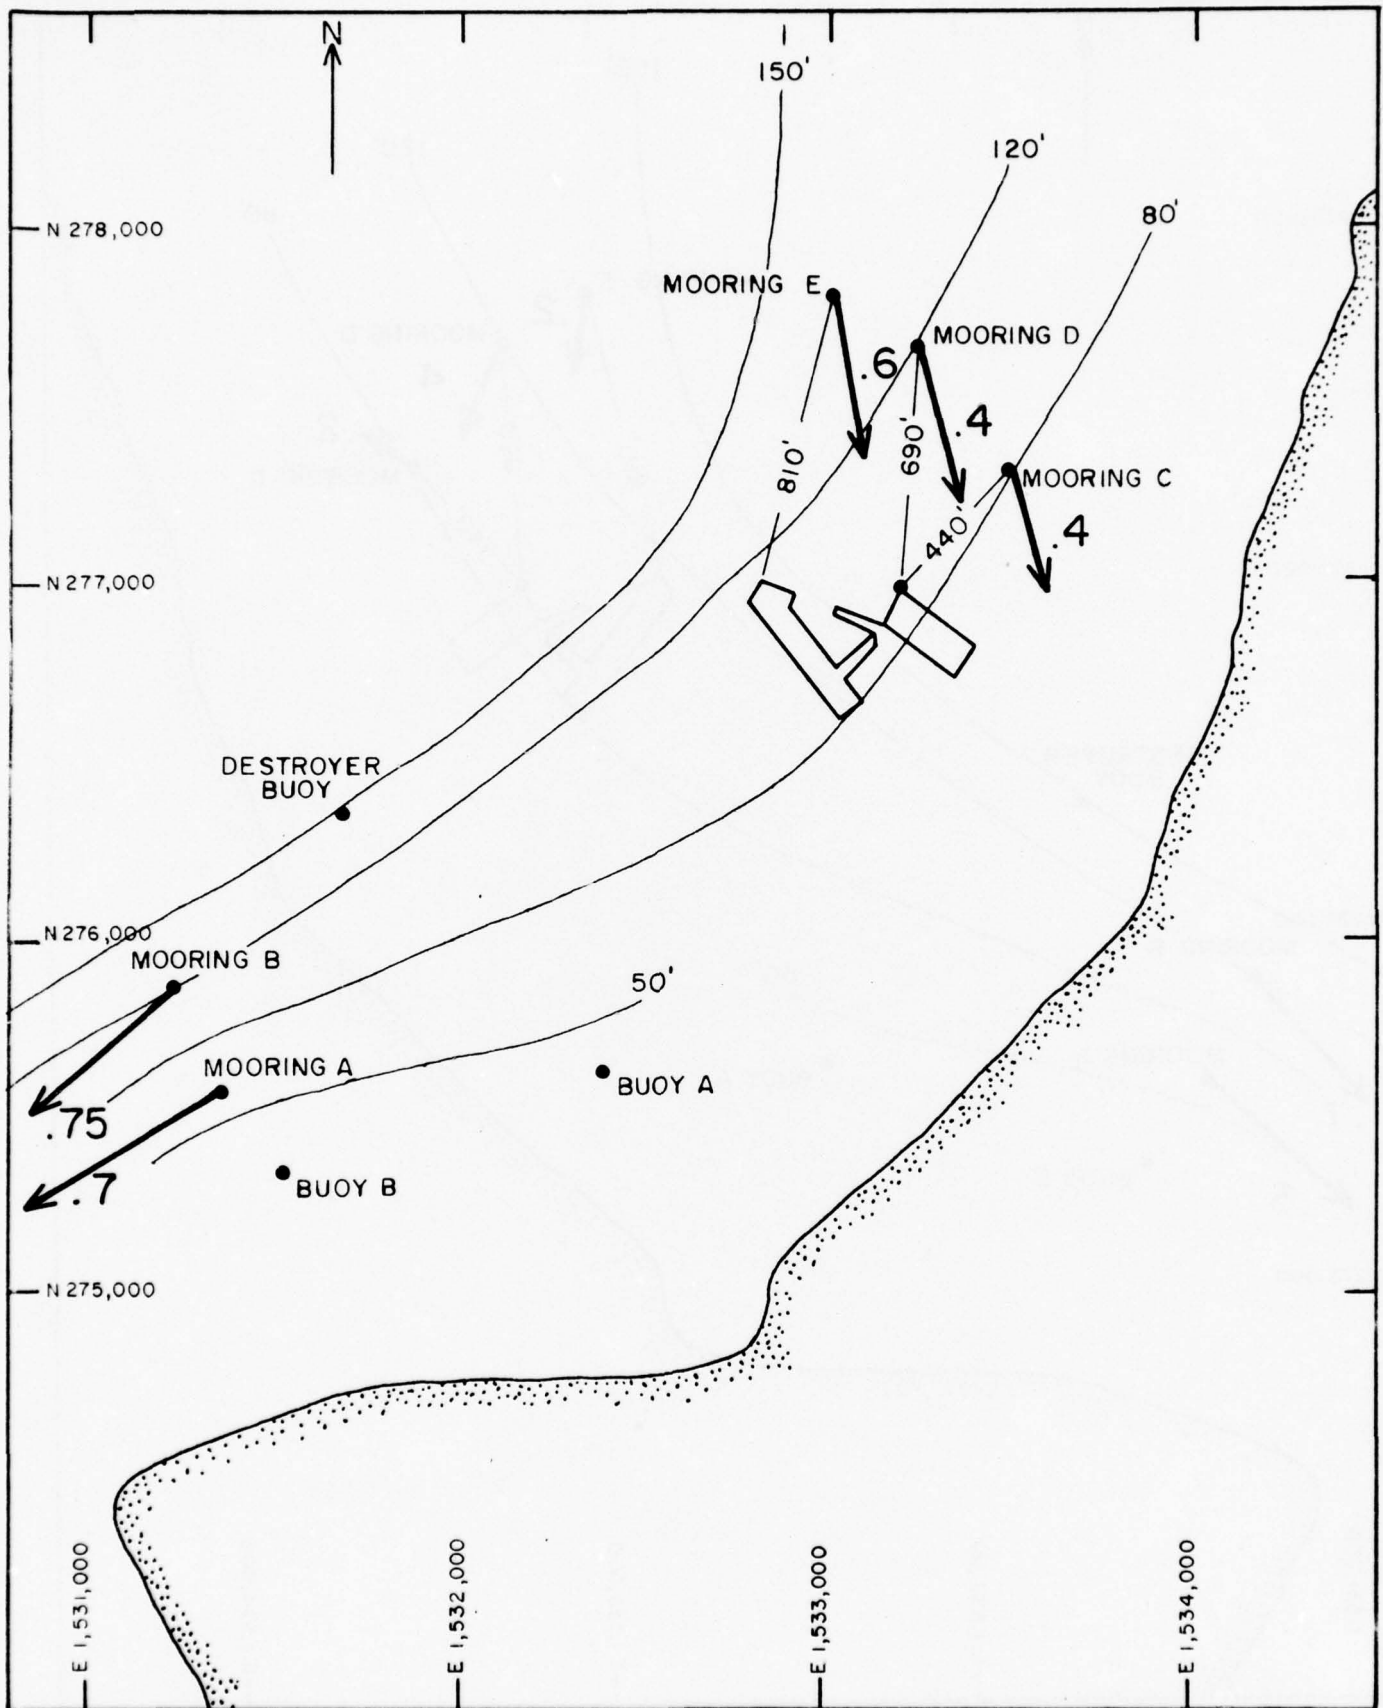 N
150'
120'
80'
N 278,000
MOORING E
MOORING D
.6
.4
810'
690'
MOORING C
440'
.4
N 277,000
DESTROYER
BUOY
N 276,000
MOORING B
50'
MOORING A
BUOY A
.75
.7
BUOY B
N 275,000
E 1,531,000
E 1,532,000
E 1,533,000
E 1,534,000